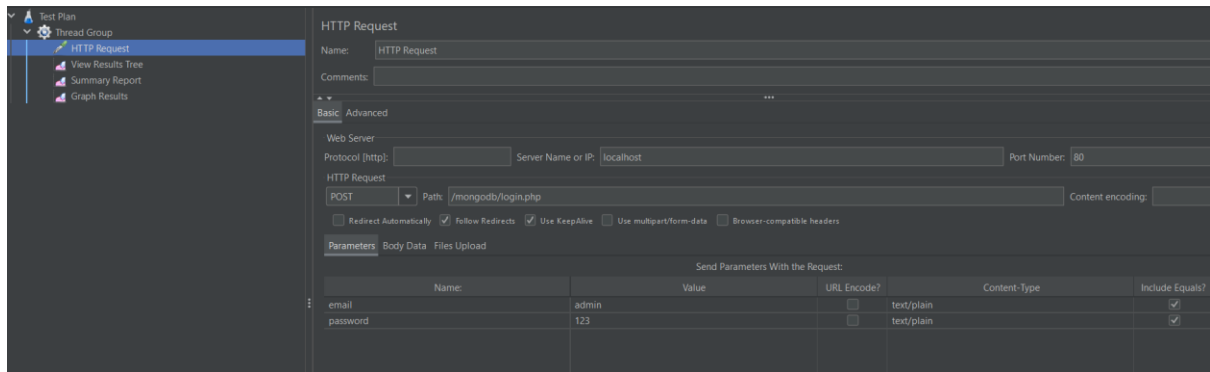 Test Plan
Thread Group
HTTP Request
View Results Tree
Summary Report
Graph Results
HTTP Request
Name: HTTP Request
Comments:
Basic Advanced
Web Server
Protocol [http]: Server Name or IP: localhost Port Number: 80
HTTP Request
POST Path: /mongodb/login.php Content encoding:
Redirect Automatically Follow Redirects Use KeepAlive Use multipart/form-data Browser-compatible headers
Parameters Body Data Files Upload
Send Parameters With the Request:
Name: Value URL Encode? Content-Type Include Equals?
email admin text/plain
password 123 text/plain